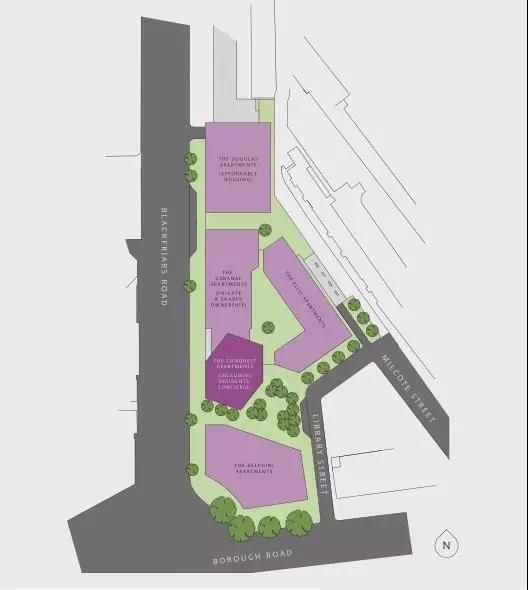 THE DOUGLAS
APARTMENTS
(AFFORDABLE
HOUSING)
BLACKFRIARS ROAD
THE
CABANAL
APARTMENTS
(PRIVATE
& SHARED
OWNERSHIP)
THE ELLIS APARTMENTS
THE CONQUEST
APARTMENTS
(INCLUDING
RESIDENTS'
CONCIERGE)
MILCOTE STREET
LIBRARY STREET
THE DELPHINI
APARTMENTS
BOROUGH ROAD
N